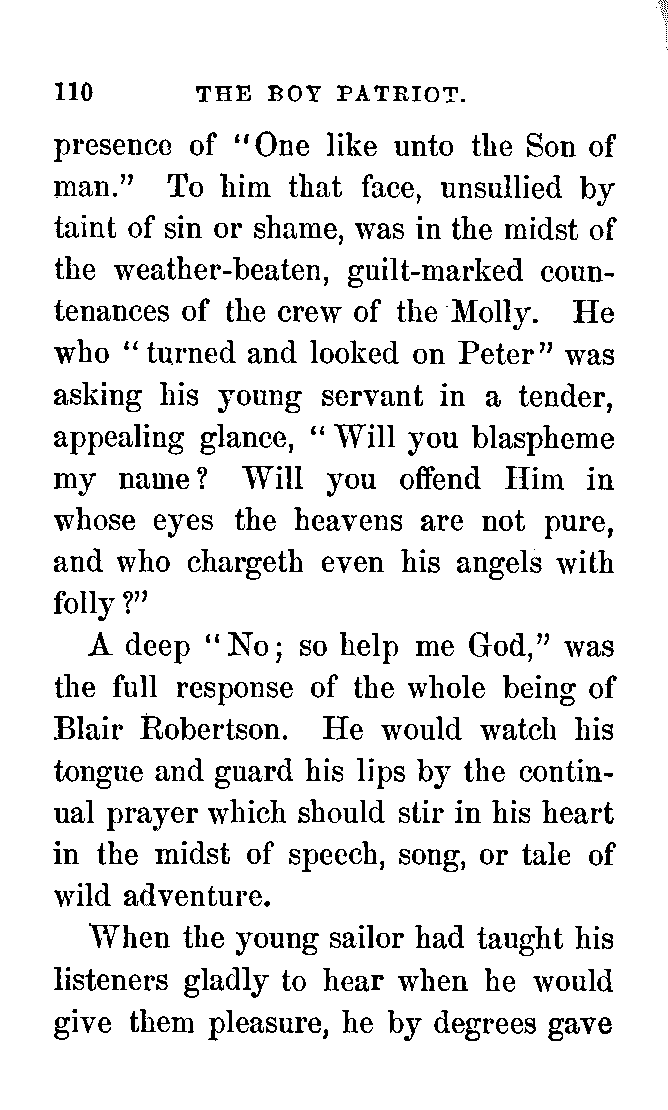 110 THE BOY PATRIOT.
presence of "One like unto the Son of
man." To him that face, unsullied by
taint of sin or shame, was in the midst of
the weather-beaten, guilt-marked coun-
tenances of the crew of the Molly. He
who "turned and looked on Peter" was
asking his young servant in a tender,
appealing glance, "Will you blaspheme
my name? Will you offend Him in
whose eyes the heavens are not pure,
and who chargeth even his angels with
folly?"
A deep "No; so help me God," was
the full response of the whole being of
Blair Robertson. He would watch his
tongue and guard his lips by the contin-
ual prayer which should stir in his heart
in the midst of speech, song, or tale of
wild adventure.
When the young sailor had taught his
listeners gladly to hear when he would
give them pleasure, he by degrees gave